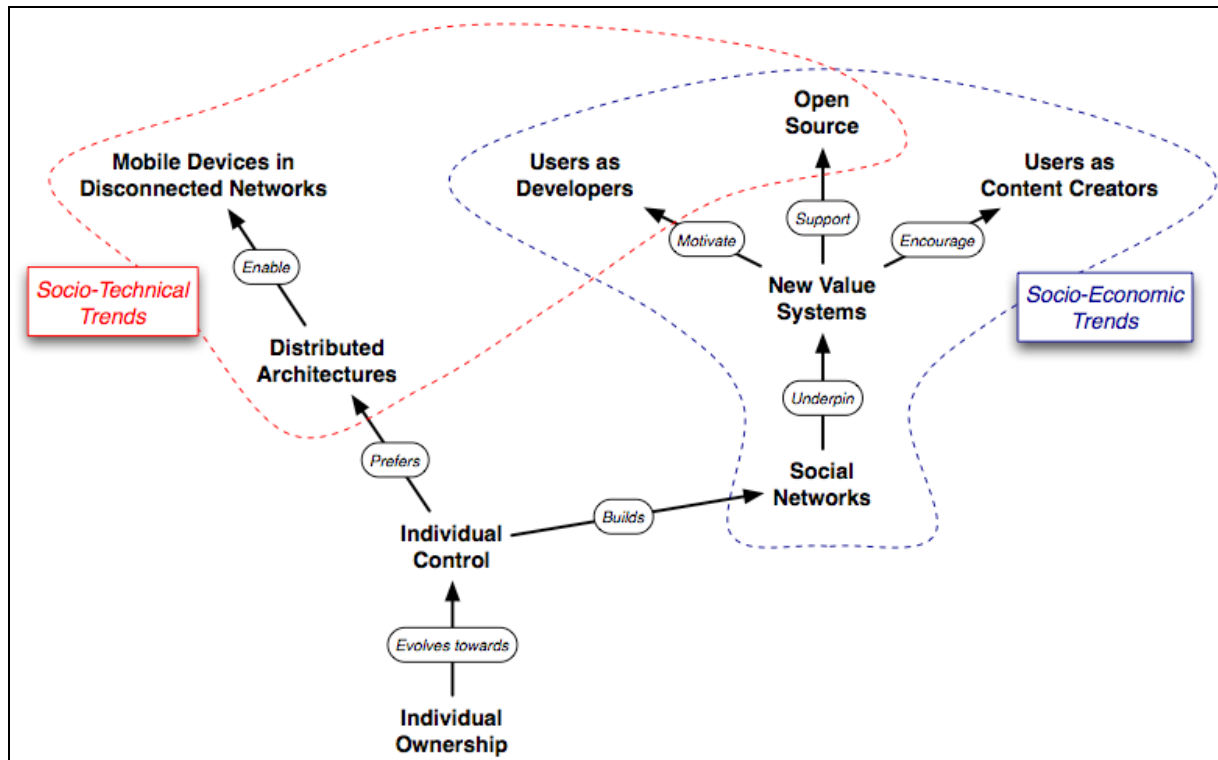 Open
Source
Mobile Devices in
Disconnected Networks
Users as
Developers
Users as
Content Creators
Support
Motivate
Encourage
Enable
Socio-Technical
Trends
New Value
Systems
Socio-Economic
Trends
Distributed
Architectures
Underpin
Prefers
Social
Networks
Builds
Individual
Control
Evolves towards
Individual
Ownership